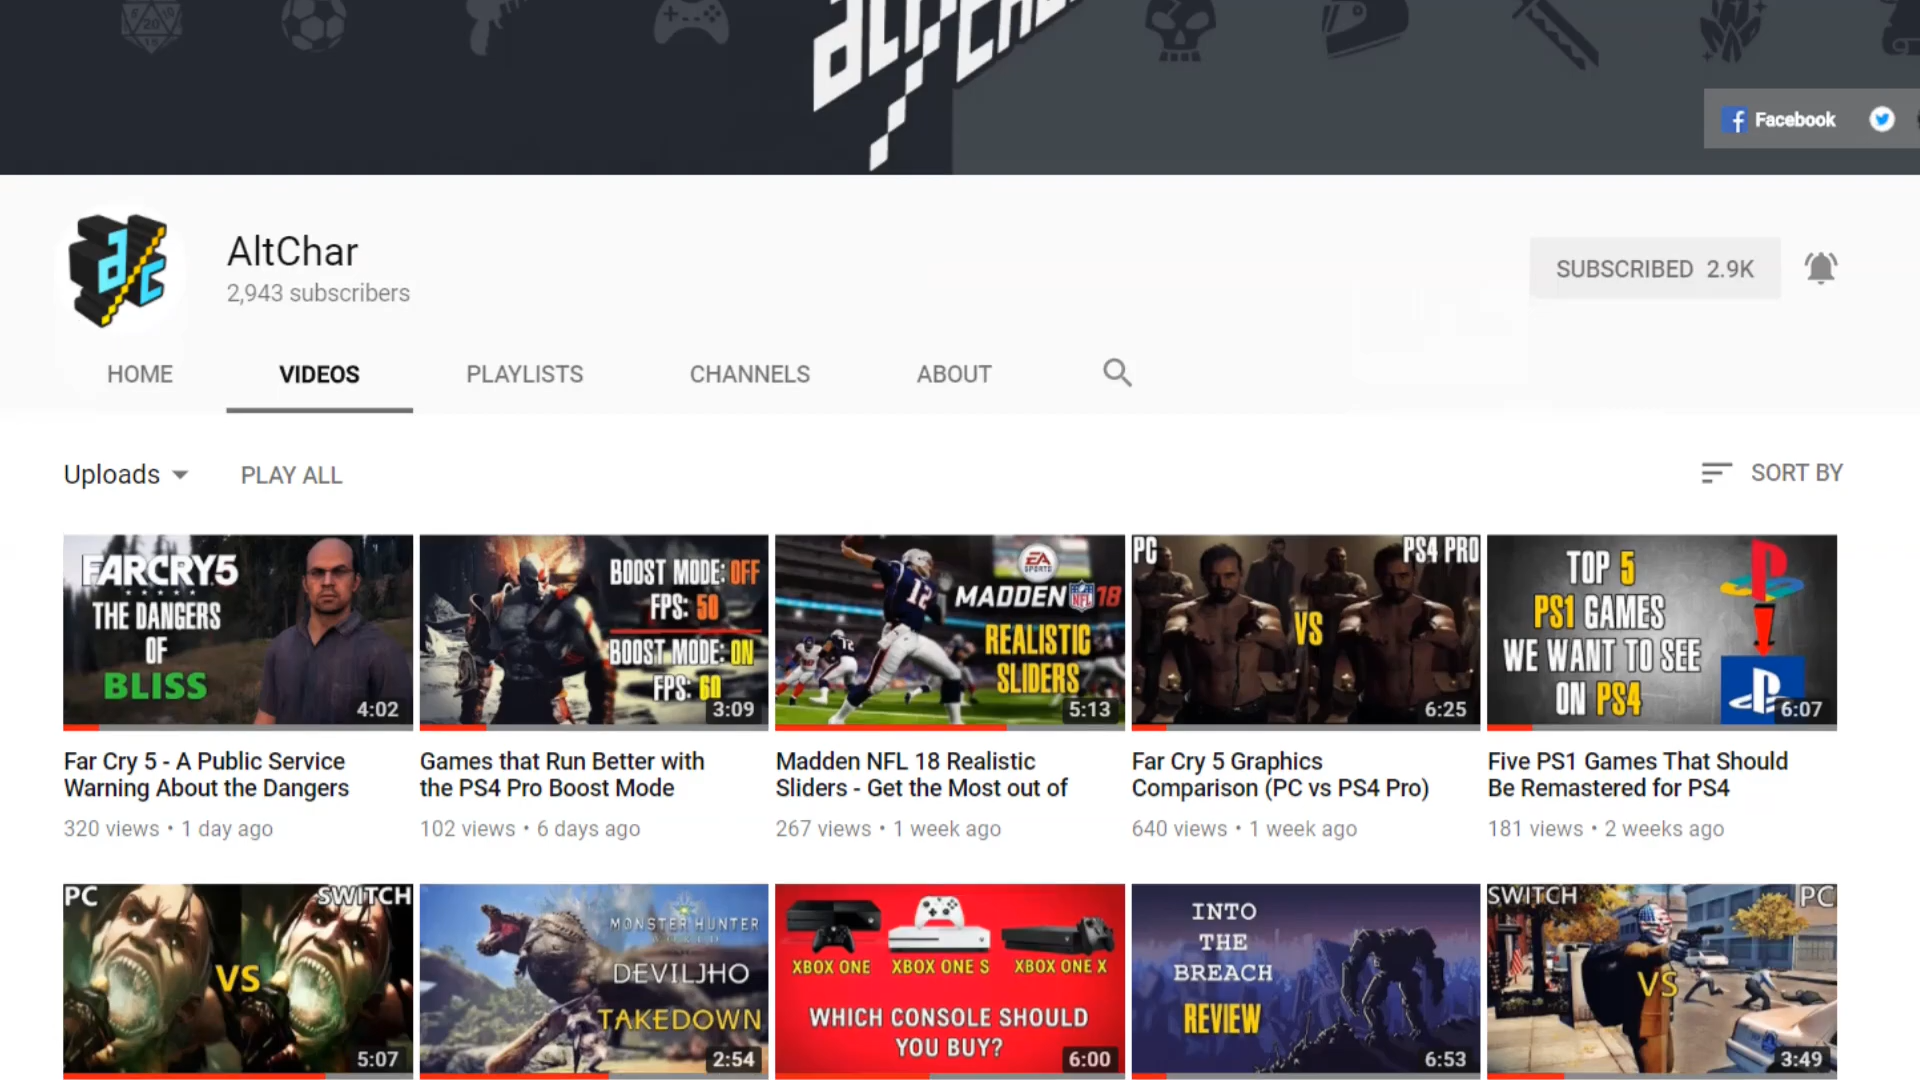 Facebook
AltChar
2,943 subscribers
SUBSCRIBED 2.9K
HOME VIDEOS PLAYLISTS CHANNELS ABOUT
Uploads PLAY ALL
SORT BY
FARCRY5
THE DANGERS
OF
BLISS
4:02
BOOST MODE: OFF
FPS: 50
BOOST MODE: ON
FPS: 60
3:09
EA
SPORTS
MADDEN NFL 18
REALISTIC
SLIDERS
12
5:13
PC
PS4 PRO
VS
6:25
TOP 5
PS1 GAMES
WE WANT TO SEE
ON PS4
6:07
Far Cry 5 - A Public Service
Warning About the Dangers
320 views • 1 day ago
Games that Run Better with
the PS4 Pro Boost Mode
102 views • 6 days ago
Madden NFL 18 Realistic
Sliders - Get the Most out of
267 views • 1 week ago
Far Cry 5 Graphics
Comparison (PC vs PS4 Pro)
640 views • 1 week ago
Five PS1 Games That Should
Be Remastered for PS4
181 views • 2 weeks ago
PC
SWITCH
VS
5:07
MONSTER HUNTER
WORLD
DEVILJHO
TAKEDOWN
2:54
XBOX ONE XBOX ONE S XBOX ONE X
WHICH CONSOLE SHOULD
YOU BUY?
6:00
INTO
THE
BREACH
REVIEW
6:53
SWITCH
PC
VS
3:49